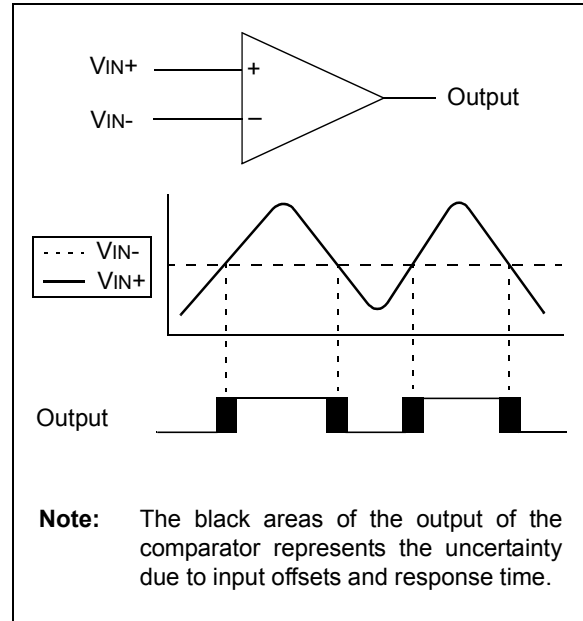 VIN+
+
Output
VIN-
–
VIN-
VIN+
Output
Note: The black areas of the output of the
comparator represents the uncertainty
due to input offsets and response time.